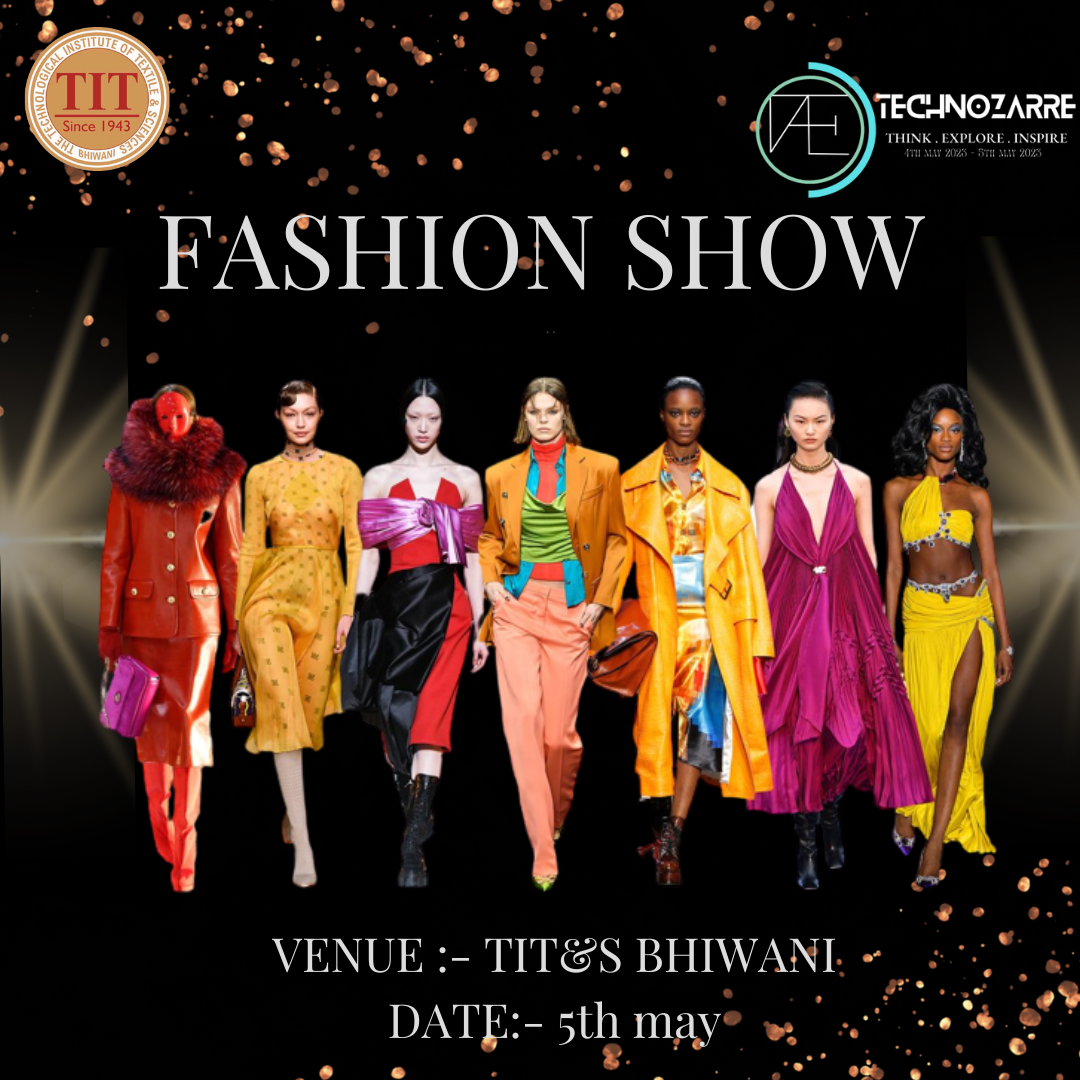 THE TECHNOLOGICAL INSTITUTE OF TEXTILE & SCIENCES
TIT
Since 1943
BHIWANI
TECHNOZARRE
THINK . EXPLORE . INSPIRE
4TH MAY 2023 - 5TH MAY 2023
FASHION SHOW
VENUE :- TIT&S BHIWANI
DATE:- 5th may